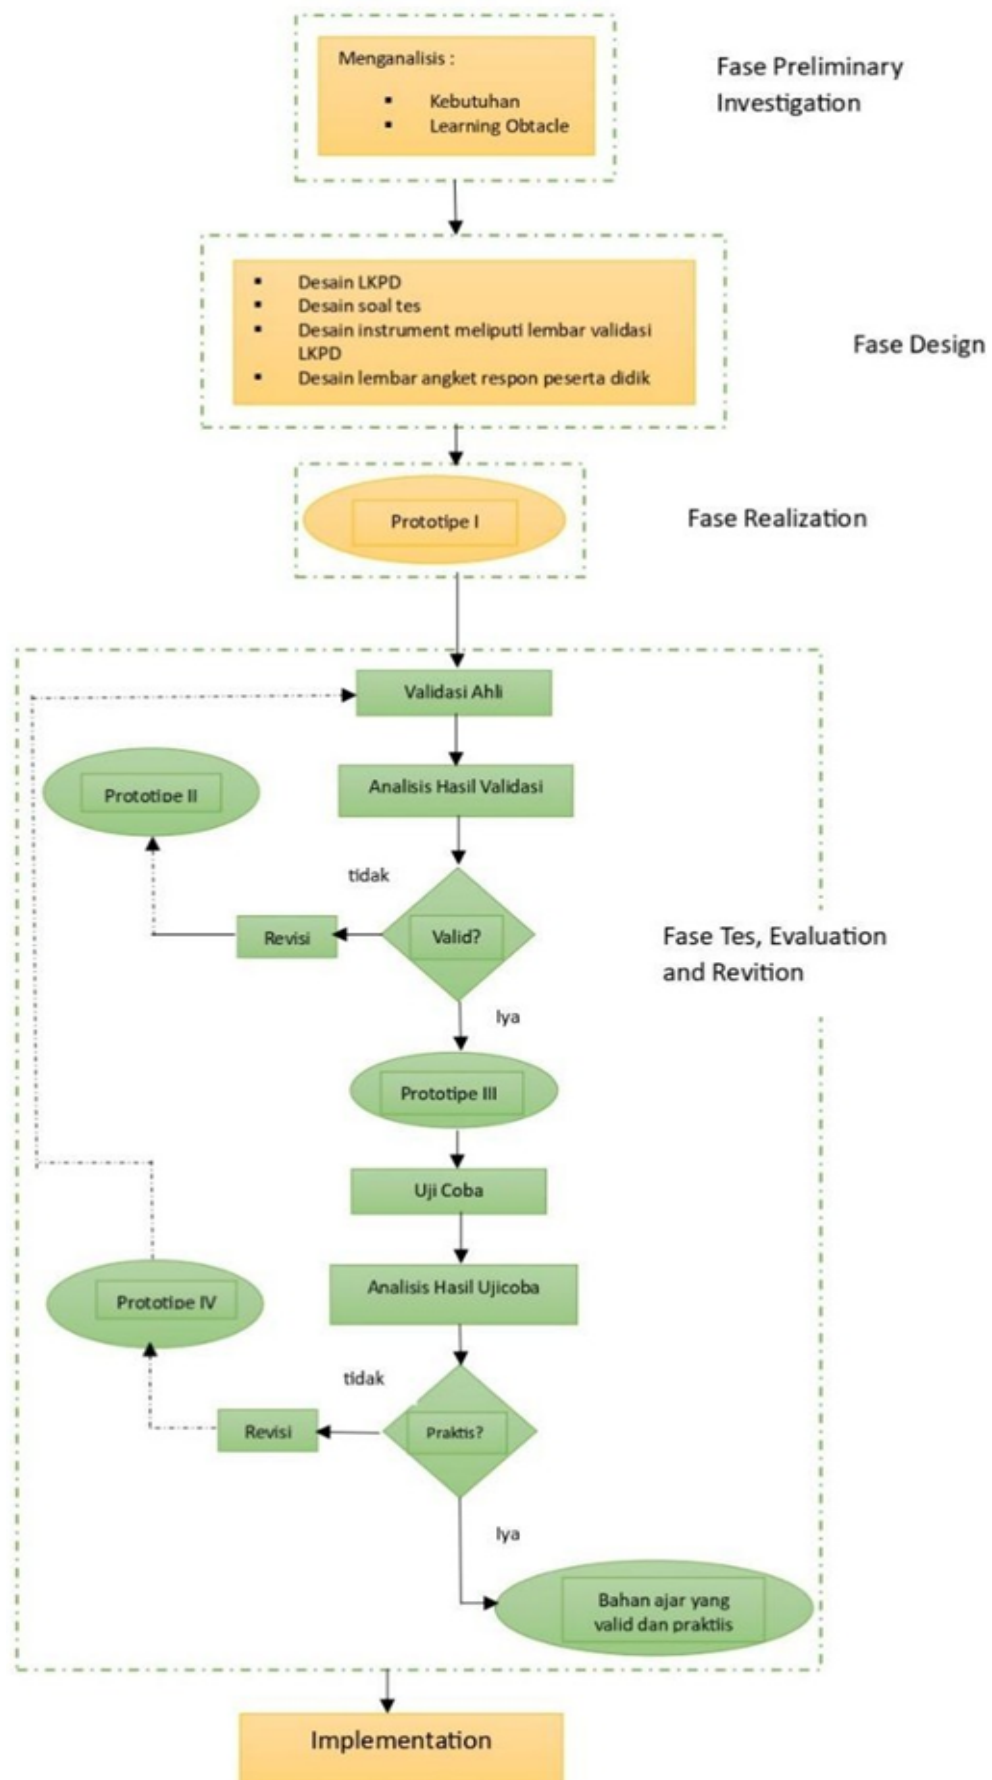 Menganalisis :
Kebutuhan
Learning Obtacle
Fase Preliminary
Investigation
Desain LKPD
Desain soal tes
Desain instrument meliputi lembar validasi
LKPD
Desain lembar angket respon peserta didik
Fase Design
Prototipe I
Fase Realization
Validasi Ahli
Analisis Hasil Validasi
Prototipe II
tidak
Valid?
Revisi
Fase Tes, Evaluation
and Revition
Iya
Prototipe III
Uji Coba
Analisis Hasil Ujicoba
Prototipe IV
tidak
Praktis?
Revisi
Iya
Bahan ajar yang
valid dan praktiis
Implementation